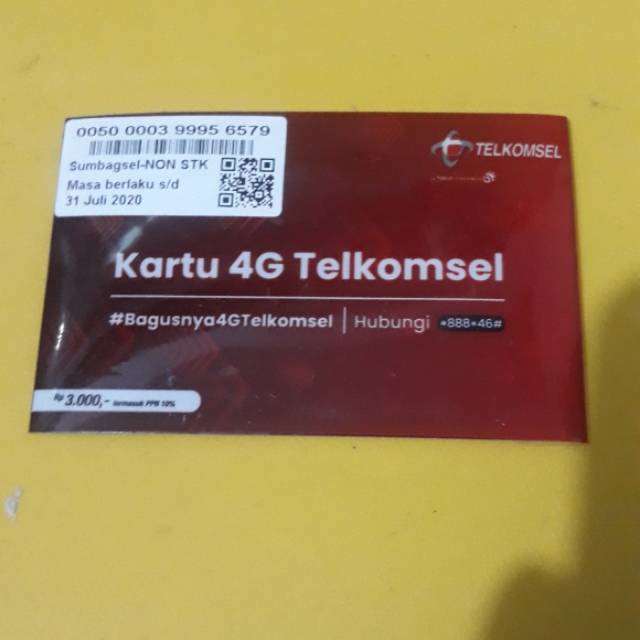 0050 0003 9995 6579
Sumbagsel-NON STK
Masa berlaku s/d
31 Juli 2020
TELKOMSEL
Kartu 4G Telkomsel
#Bagusnya4GTelkomsel | Hubungi *888*46#
Rp 3.000,- termasuk PPN 10%